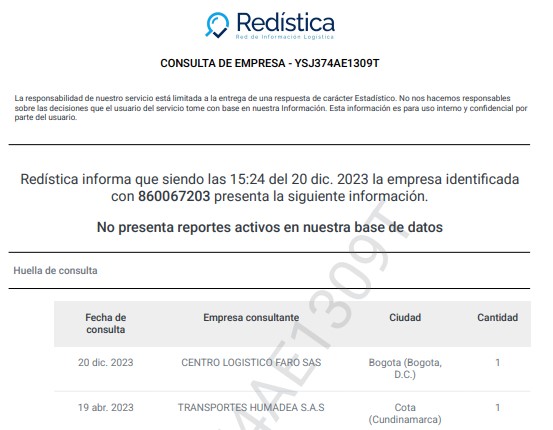 Redística
Red de Información Logística
CONSULTA DE EMPRESA - YSJ374AE1309T
La responsabilidad de nuestro servicio está limitada a la entrega de una respuesta de carácter Estadístico. No nos hacemos responsables
sobre las decisiones que el usuario del servicio tome con base en nuestra Información. Esta información es para uso interno y confidencial por
parte del usuario.
Redística informa que siendo las 15:24 del 20 dic. 2023 la empresa identificada
con 860067203 presenta la siguiente información.
No presenta reportes activos en nuestra base de datos
Huella de consulta
Fecha de consulta Empresa consultante Ciudad Cantidad
20 dic. 2023 CENTRO LOGISTICO FARO SAS Bogota (Bogota, D.C.) 1
19 abr. 2023 TRANSPORTES HUMADEA S.A.S Cota (Cundinamarca) 1
4AE1309T